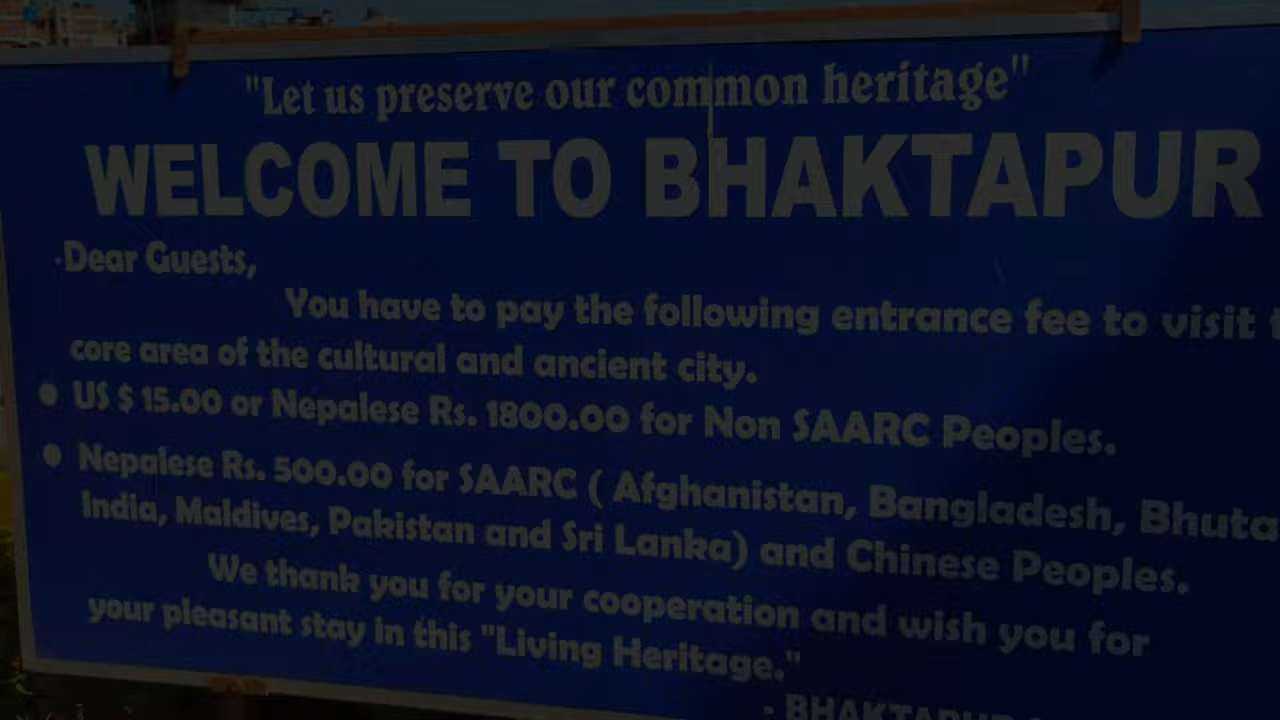 "Let us preserve our common heritage"
WELCOME TO BHAKTAPUR
Dear Guests,
You have to pay the following entrance fee to visit
core area of the cultural and ancient city.
● US $ 15.00 or Nepalese Rs. 1800.00 for Non SAARC Peoples.
● Nepalese Rs. 500.00 for SAARC ( Afghanistan, Bangladesh, Bhuta
India, Maldives, Pakistan and Sri Lanka) and Chinese Peoples.
We thank you for your cooperation and wish you for
your pleasant stay in this "Living Heritage."
- BHAKTAPUR